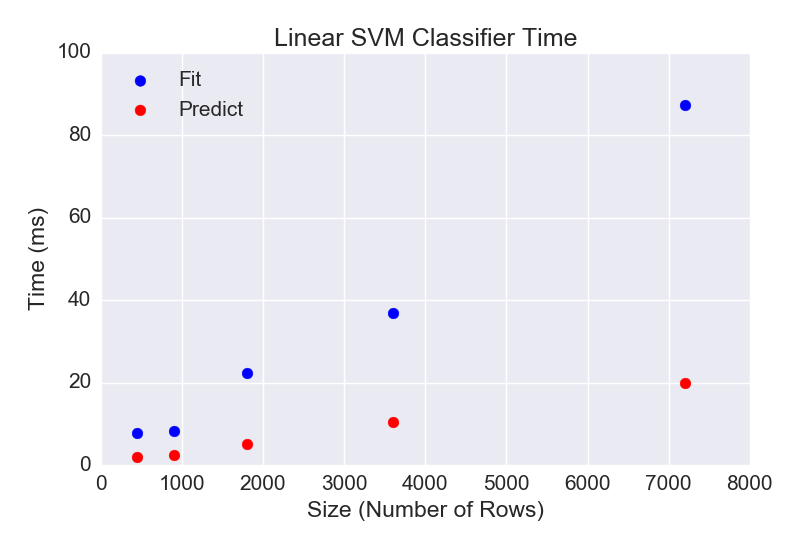 Linear SVM Classifier Time
100
80
60
40
20
0
Time (ms)
Fit
Predict
0 1000 2000 3000 4000 5000 6000 7000 8000
Size (Number of Rows)